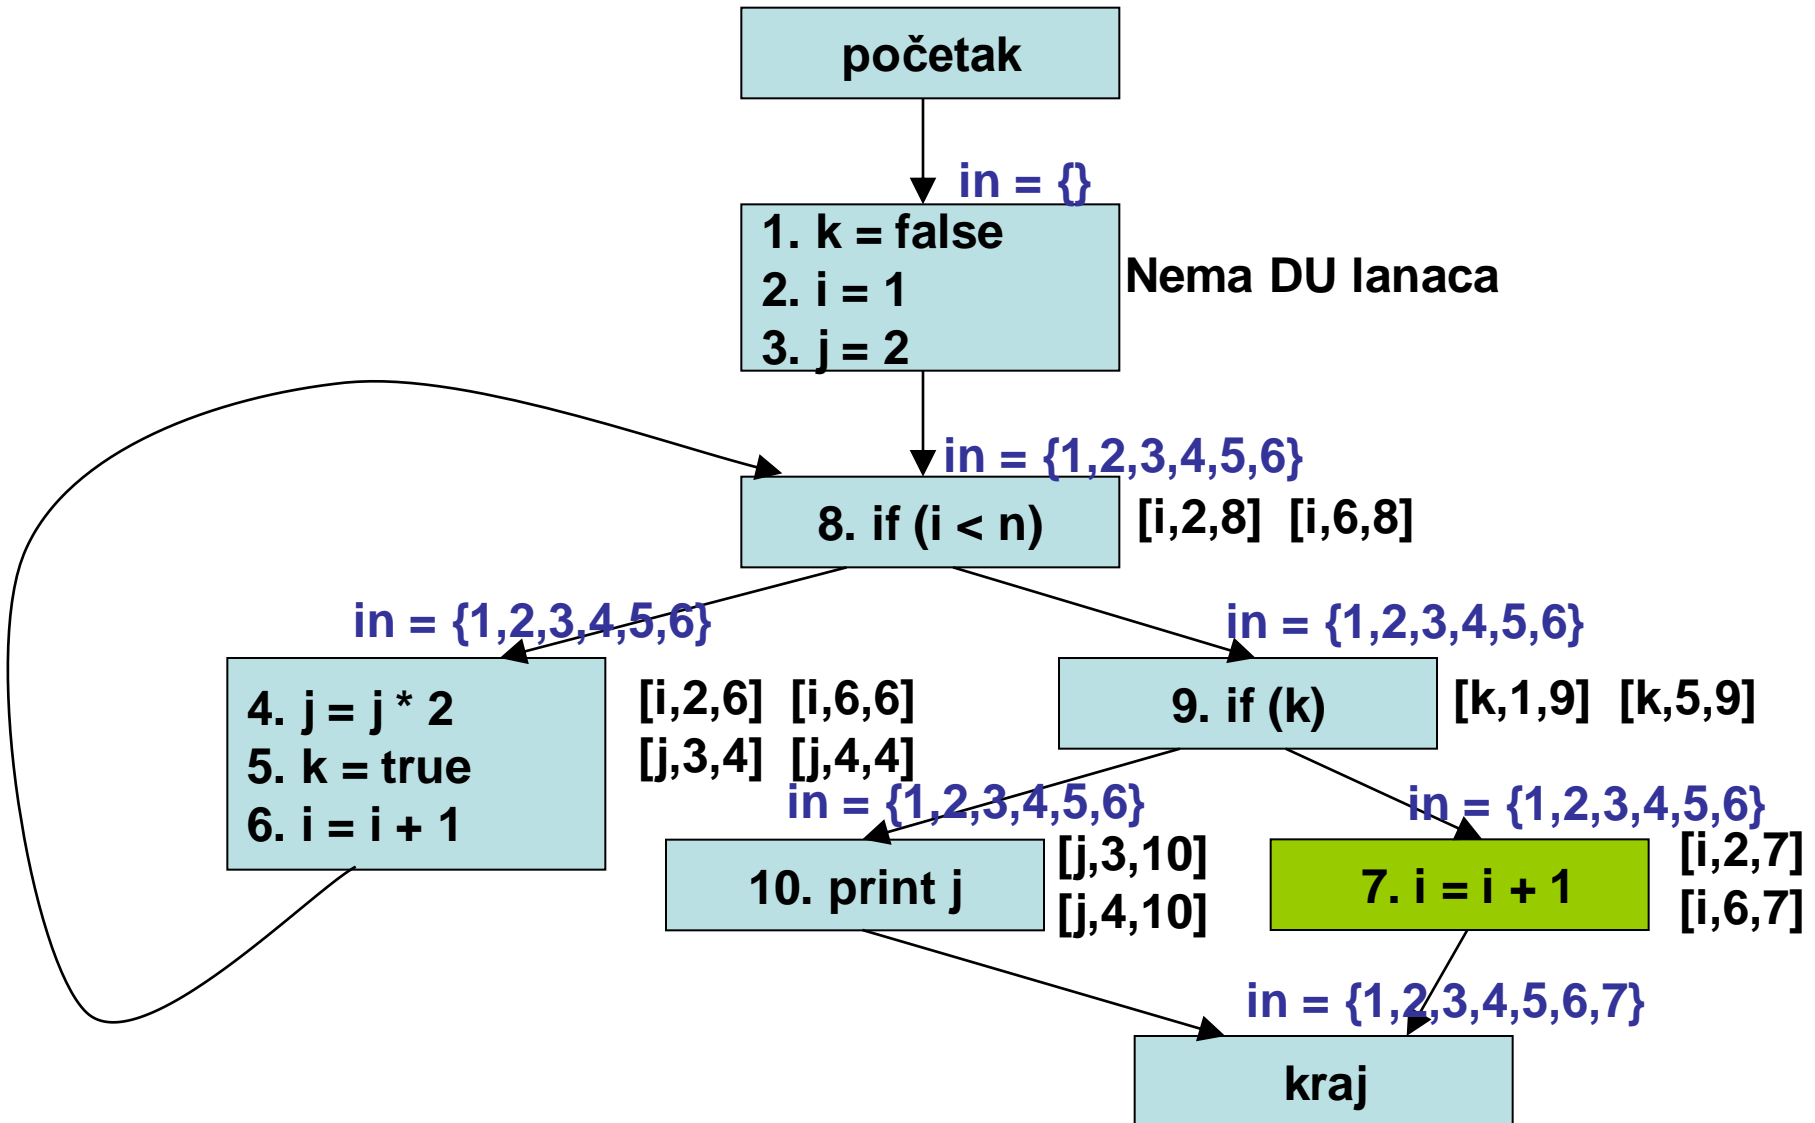 početak
in = {}
1. k = false
2. i = 1
3. j = 2
Nema DU lanaca
in = {1,2,3,4,5,6}
8. if (i < n)
[i,2,8] [i,6,8]
in = {1,2,3,4,5,6}
4. j = j * 2
5. k = true
6. i = i + 1
[i,2,6] [i,6,6]
[j,3,4] [j,4,4]
in = {1,2,3,4,5,6}
9. if (k)
[k,1,9] [k,5,9]
in = {1,2,3,4,5,6}
10. print j
[j,3,10]
[j,4,10]
in = {1,2,3,4,5,6}
7. i = i + 1
[i,2,7]
[i,6,7]
in = {1,2,3,4,5,6,7}
kraj